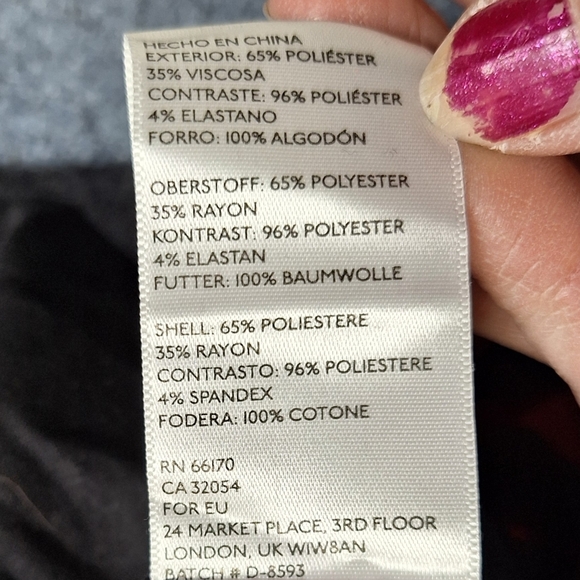 HECHO EN CHINA
EXTERIOR: 65% POLIÉSTER
35% VISCOSA
CONTRASTE: 96% POLIÉSTER
4% ELASTANO
FORRO: 100% ALGODÓN
OBERSTOFF: 65% POLYESTER
35% RAYON
KONTRAST: 96% POLYESTER
4% ELASTAN
FUTTER: 100% BAUMWOLLE
SHELL: 65% POLIESTERE
35% RAYON
CONTRASTO: 96% POLIESTERE
4% SPANDEX
FODERA: 100% COTONE
RN 66170
CA 32054
FOR EU
24 MARKET PLACE, 3RD FLOOR
LONDON, UK W1W8AN
BATCH # D-8593